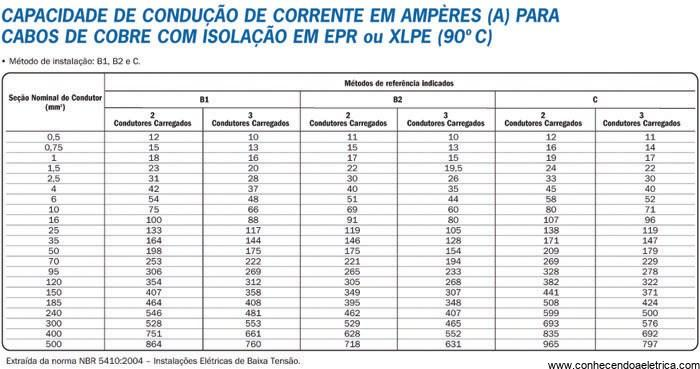 CAPACIDADE DE CONDUÇÃO DE CORRENTE EM AMPÈRES (A) PARA
CABOS DE COBRE COM ISOLAÇÃO EM EPR ou XLPE (90º C)
• Método de instalação: B1, B2 e C.
Métodos de referência indicados
Seção Nominal do Condutor (mm²) B1 B2 C
2 Condutores Carregados 3 Condutores Carregados 2 Condutores Carregados 3 Condutores Carregados 2 Condutores Carregados 3 Condutores Carregados
0,5 12 10 11 10 12 11
0,75 15 13 15 13 16 14
1 18 16 17 15 19 17
1,5 23 20 22 19,5 24 22
2,5 31 28 30 26 33 30
4 42 37 40 35 45 40
6 54 48 51 44 58 52
10 75 66 69 60 80 71
16 100 88 91 80 107 96
25 133 117 119 105 138 119
35 164 144 146 128 171 147
50 198 175 175 154 209 179
70 253 222 221 194 269 229
95 306 269 265 233 328 278
120 354 312 305 268 382 322
150 407 358 349 307 441 371
185 464 408 395 348 508 424
240 546 481 462 407 599 500
300 528 553 529 465 693 576
400 751 661 628 552 835 692
500 864 760 718 631 965 797
Extraída da norma NBR 5410:2004 – Instalações Elétricas de Baixa Tensão.
www.conhecendoaeletrica.com